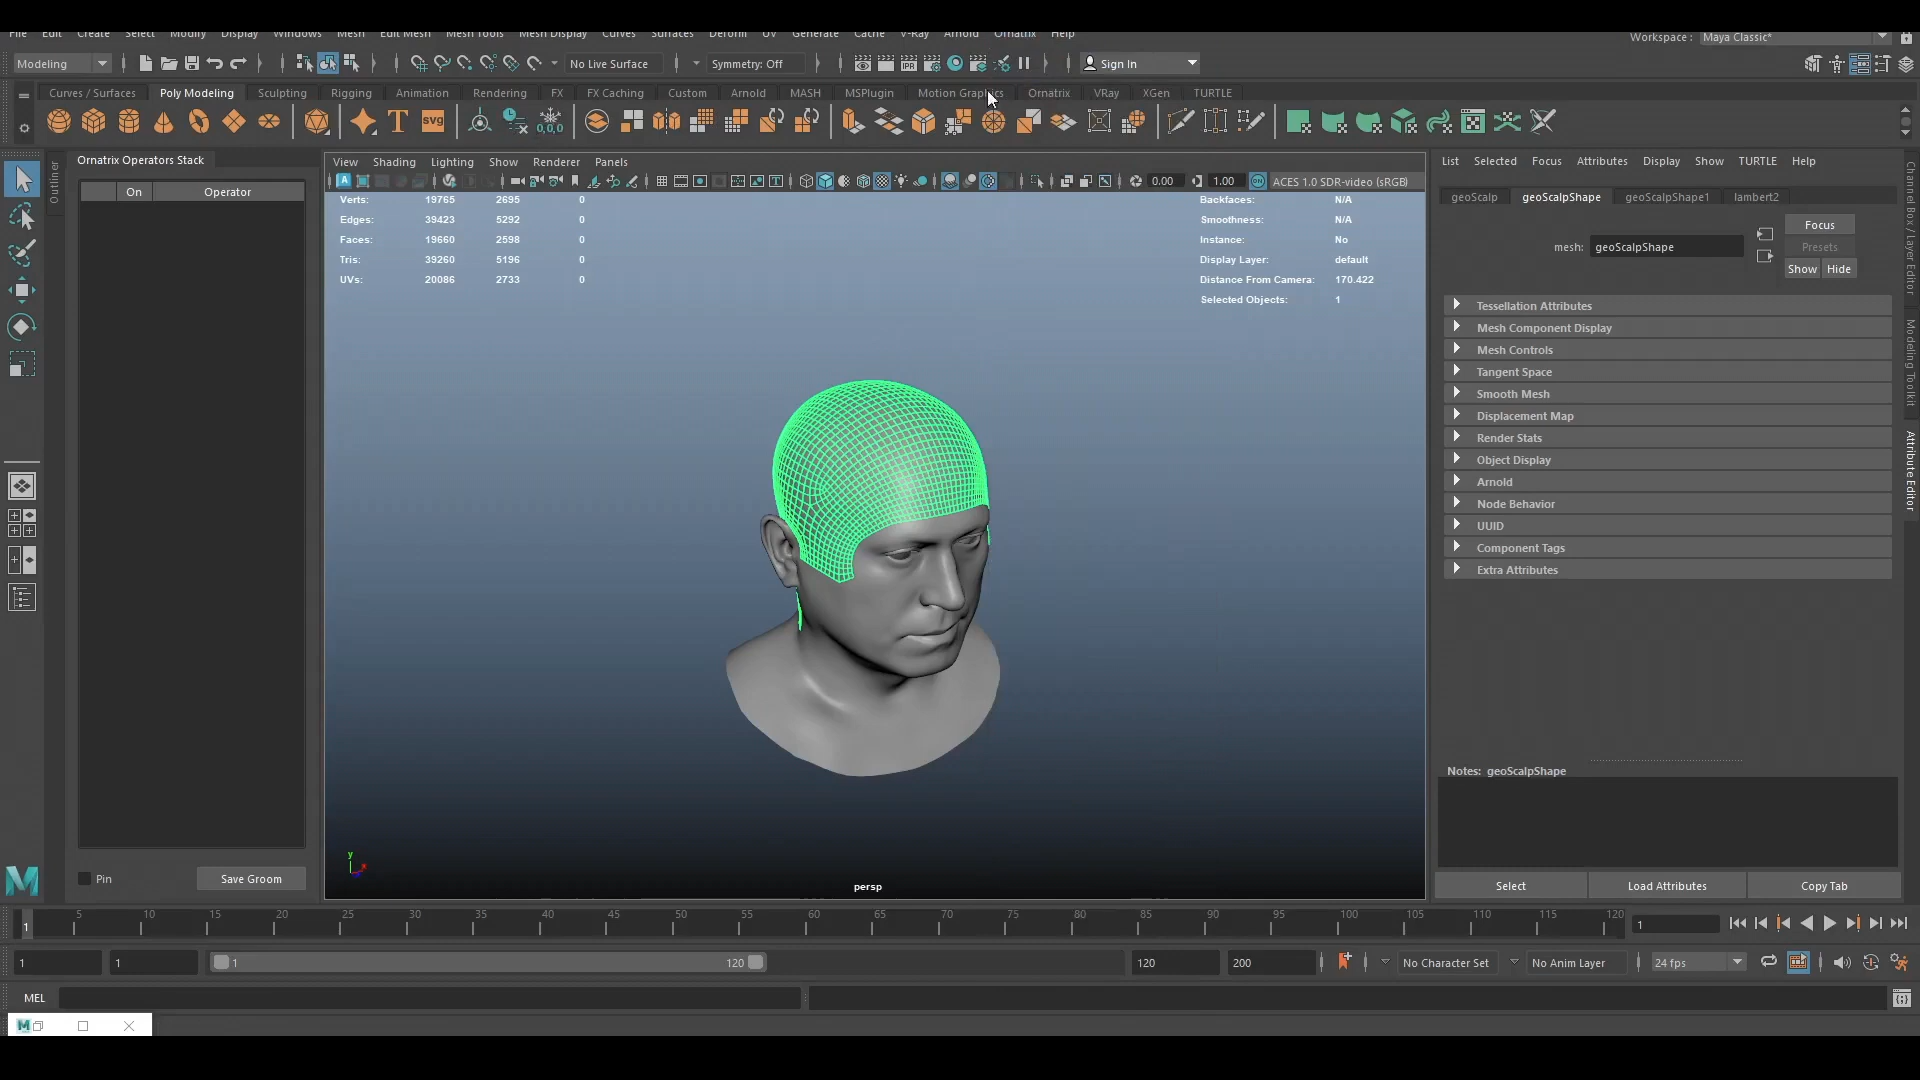 File Edit Create Select Modify Display Windows Mesh Edit Mesh Mesh Tools Mesh Display Curves Surfaces Deform UV Generate Cache V-Ray Arnold Ornatrix Help
Workspace : Maya Classic*
Modeling No Live Surface Symmetry: Off Sign In
Curves / Surfaces Poly Modeling Sculpting Rigging Animation Rendering FX FX Caching Custom Arnold MASH MSPlugin Motion Graphics Ornatrix VRay XGen TURTLE
Ornatrix Operators Stack
On Operator
Outliner
Pin Save Groom
View Shading Lighting Show Renderer Panels
0.00 1.00 ACES 1.0 SDR-video (sRGB)
Verts: 19765 2695 0
Edges: 39423 5292 0
Faces: 19660 2598 0
Tris: 39260 5196 0
UVs: 20086 2733 0
Backfaces: N/A
Smoothness: N/A
Instance: No
Display Layer: default
Distance From Camera: 170.422
Selected Objects: 1
y
x
persp
List Selected Focus Attributes Display Show TURTLE Help
geoScalp geoScalpShape geoScalpShape1 lambert2
mesh: geoScalpShape
Focus
Presets
Show Hide
Tessellation Attributes
Mesh Component Display
Mesh Controls
Tangent Space
Smooth Mesh
Displacement Map
Render Stats
Object Display
Arnold
Node Behavior
UUID
Component Tags
Extra Attributes
Notes: geoScalpShape
Select Load Attributes Copy Tab
Channel Box / Layer Editor
Modeling Toolkit
Attribute Editor
1 5 10 15 20 25 30 35 40 45 50 55 60 65 70 75 80 85 90 95 100 105 110 115 120 1
1 1 1 120 120 200 No Character Set No Anim Layer 24 fps
MEL